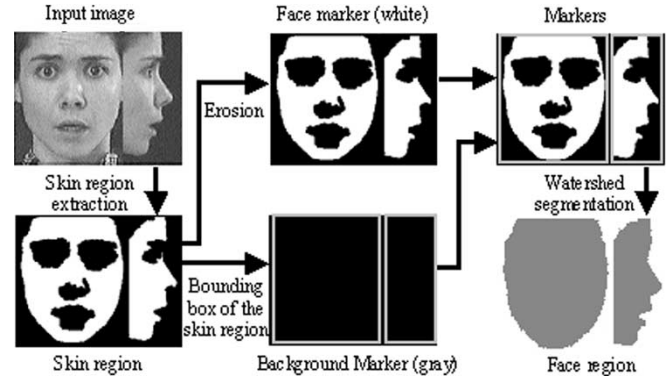 Input image
Face marker (white)
Markers
Erosion
Skin region
extraction
Watershed
segmentation
Bounding
box of the
skin region
Skin region
Background Marker (gray)
Face region